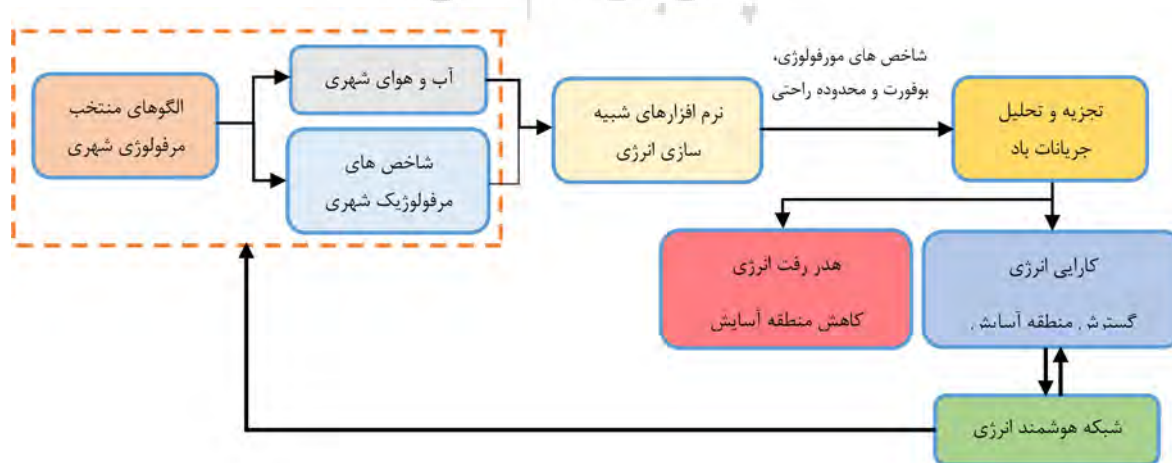 الگوهای منتخب
مرفولوژی شهری
آب و هوای شهری
شاخص های
مرفولوژیک شهری
نرم افزارهای شبیه
سازی انرژی
شاخص های مورفولوژی،
بوفورت و محدوده راحتی
تجزیه و تحلیل
جریانات باد
هدر رفت انرژی
کاهش منطقه آسایش
کارایی انرژی
گسترش منطقه آسایش
شبکه هوشمند انرژی